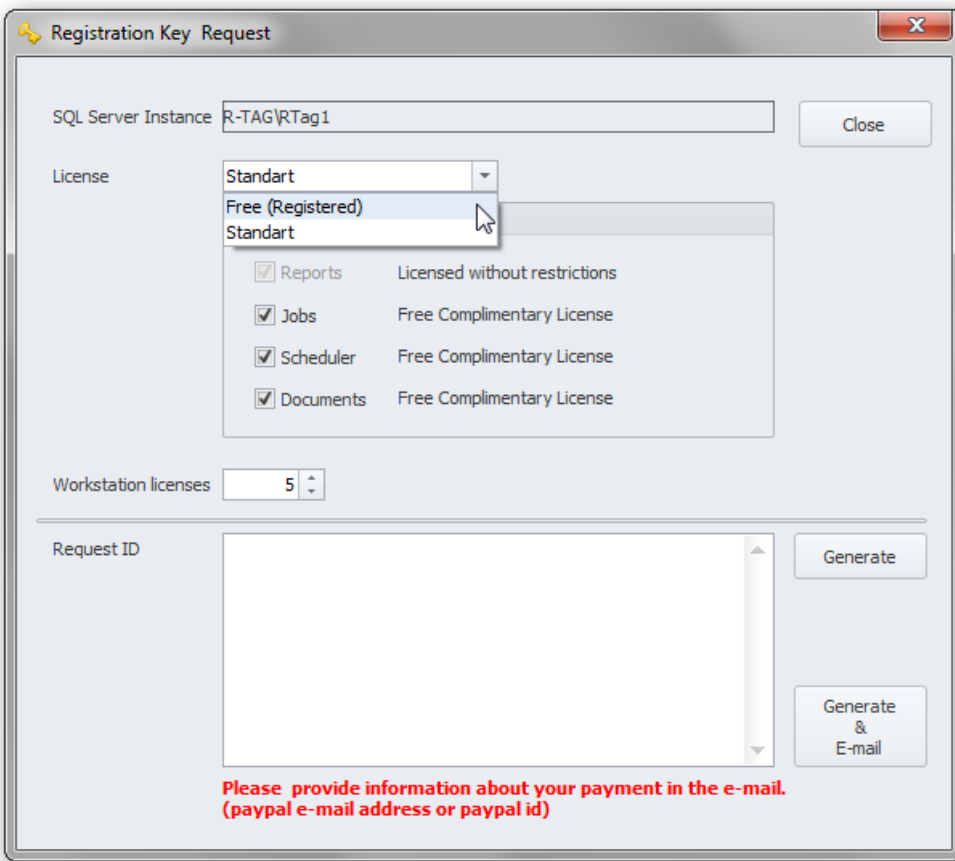 Registration Key  Request
SQL Server Instance R-TAG\RTag1
Close
License Standart
Free (Registered)
Standart
Reports Licensed without restrictions
Jobs Free Complimentary License
Scheduler Free Complimentary License
Documents Free Complimentary License
Workstation licenses 5
Request ID
Generate
Generate
&
E-mail
Please  provide information about your payment in the e-mail.
(paypal e-mail address or paypal id)